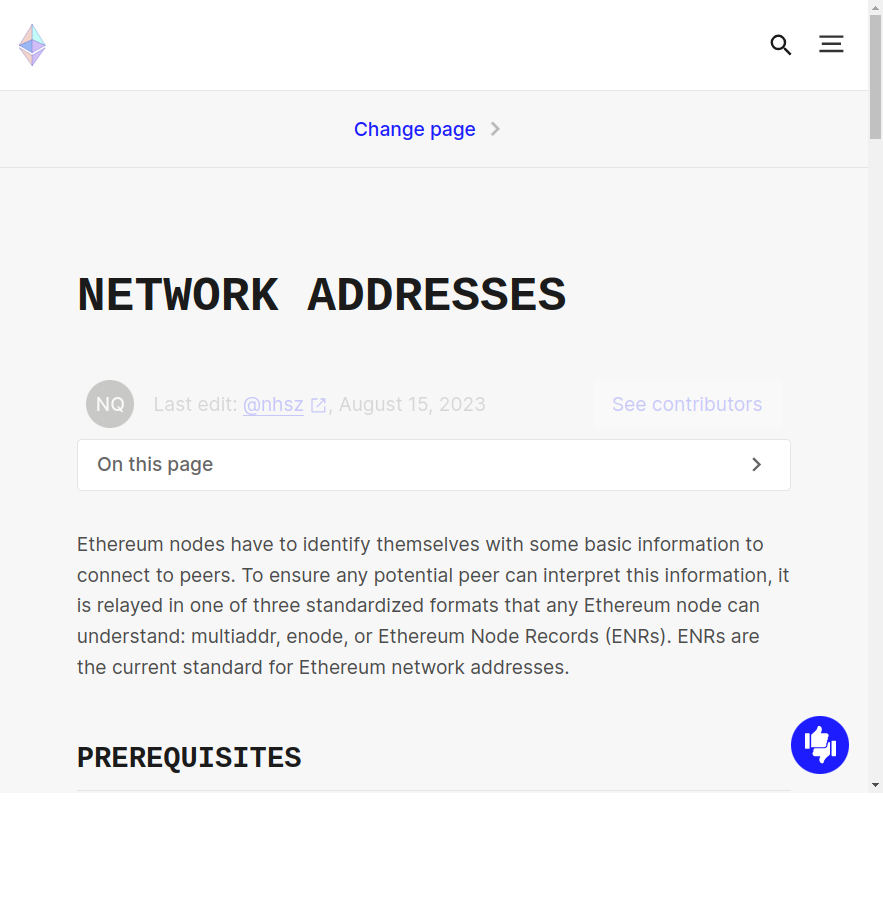 Change page
NETWORK ADDRESSES
NQ
Last edit: @nhsz , August 15, 2023
See contributors
On this page
Ethereum nodes have to identify themselves with some basic information to
connect to peers. To ensure any potential peer can interpret this information, it
is relayed in one of three standardized formats that any Ethereum node can
understand: multiaddr, enode, or Ethereum Node Records (ENRs). ENRs are
the current standard for Ethereum network addresses.
PREREQUISITES